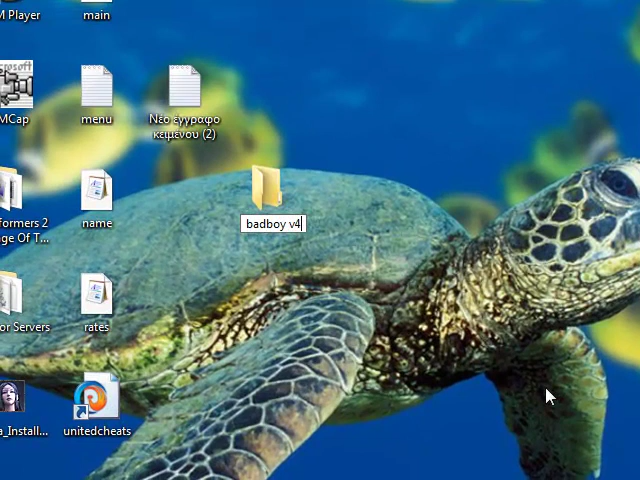 M Player
main
Microsoft
MCap
menu
Νέο έγγραφο
κειμένου (2)
formers 2
ge Of T...
name
badboy v4
or Servers
rates
a_Install...
unitedcheats